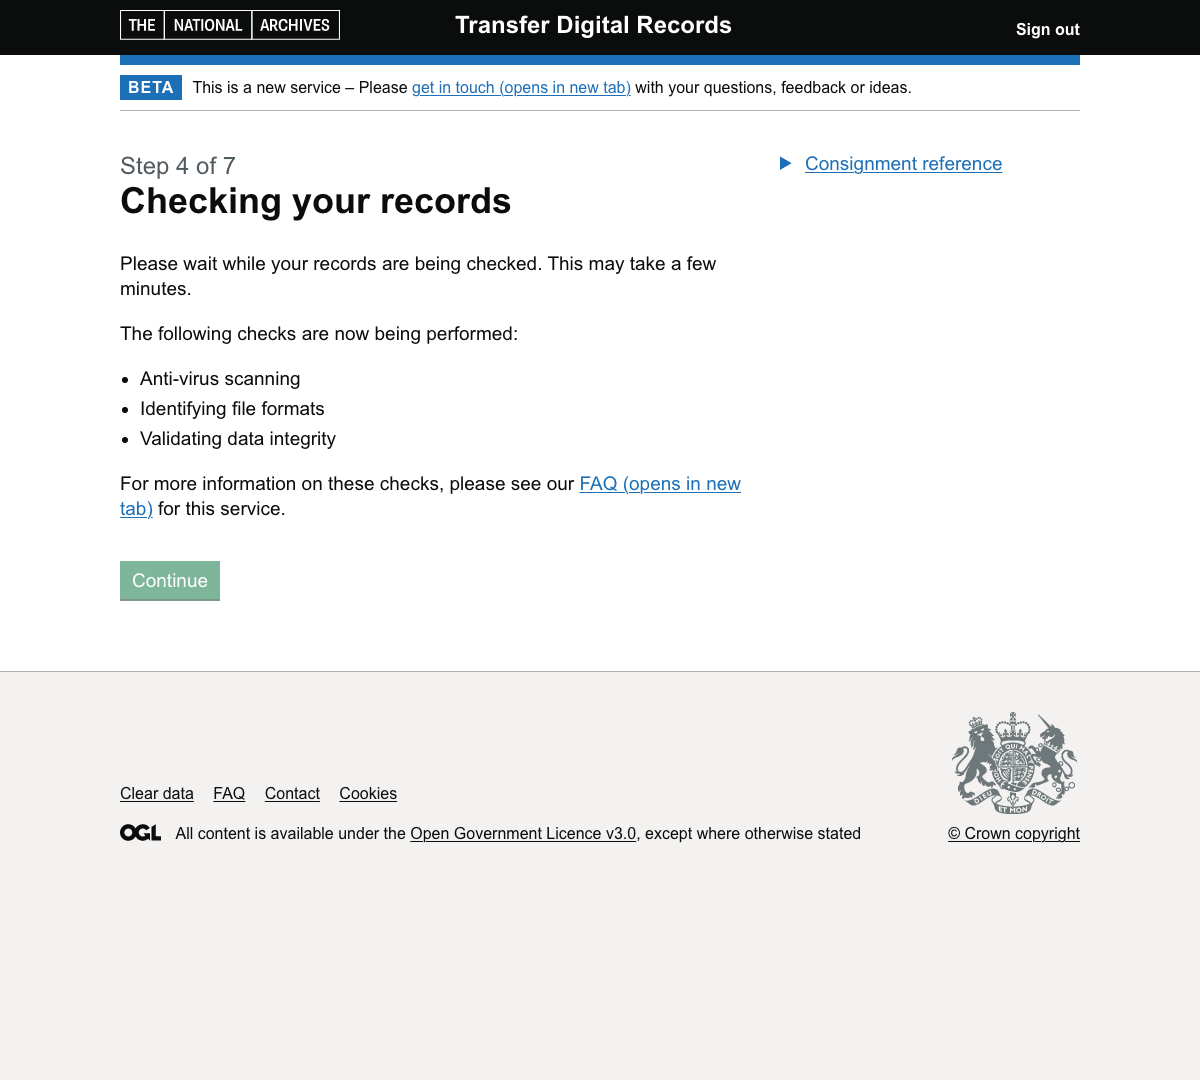 THE NATIONAL ARCHIVES
Transfer Digital Records
Sign out
BETA This is a new service – Please get in touch (opens in new tab) with your questions, feedback or ideas.
Step 4 of 7
Checking your records
Consignment reference
Please wait while your records are being checked. This may take a few
minutes.
The following checks are now being performed:
Anti-virus scanning
Identifying file formats
Validating data integrity
For more information on these checks, please see our FAQ (opens in new
tab) for this service.
Continue
DIEU ET MON DROIT
Clear data FAQ Contact Cookies
OGL All content is available under the Open Government Licence v3.0, except where otherwise stated
© Crown copyright